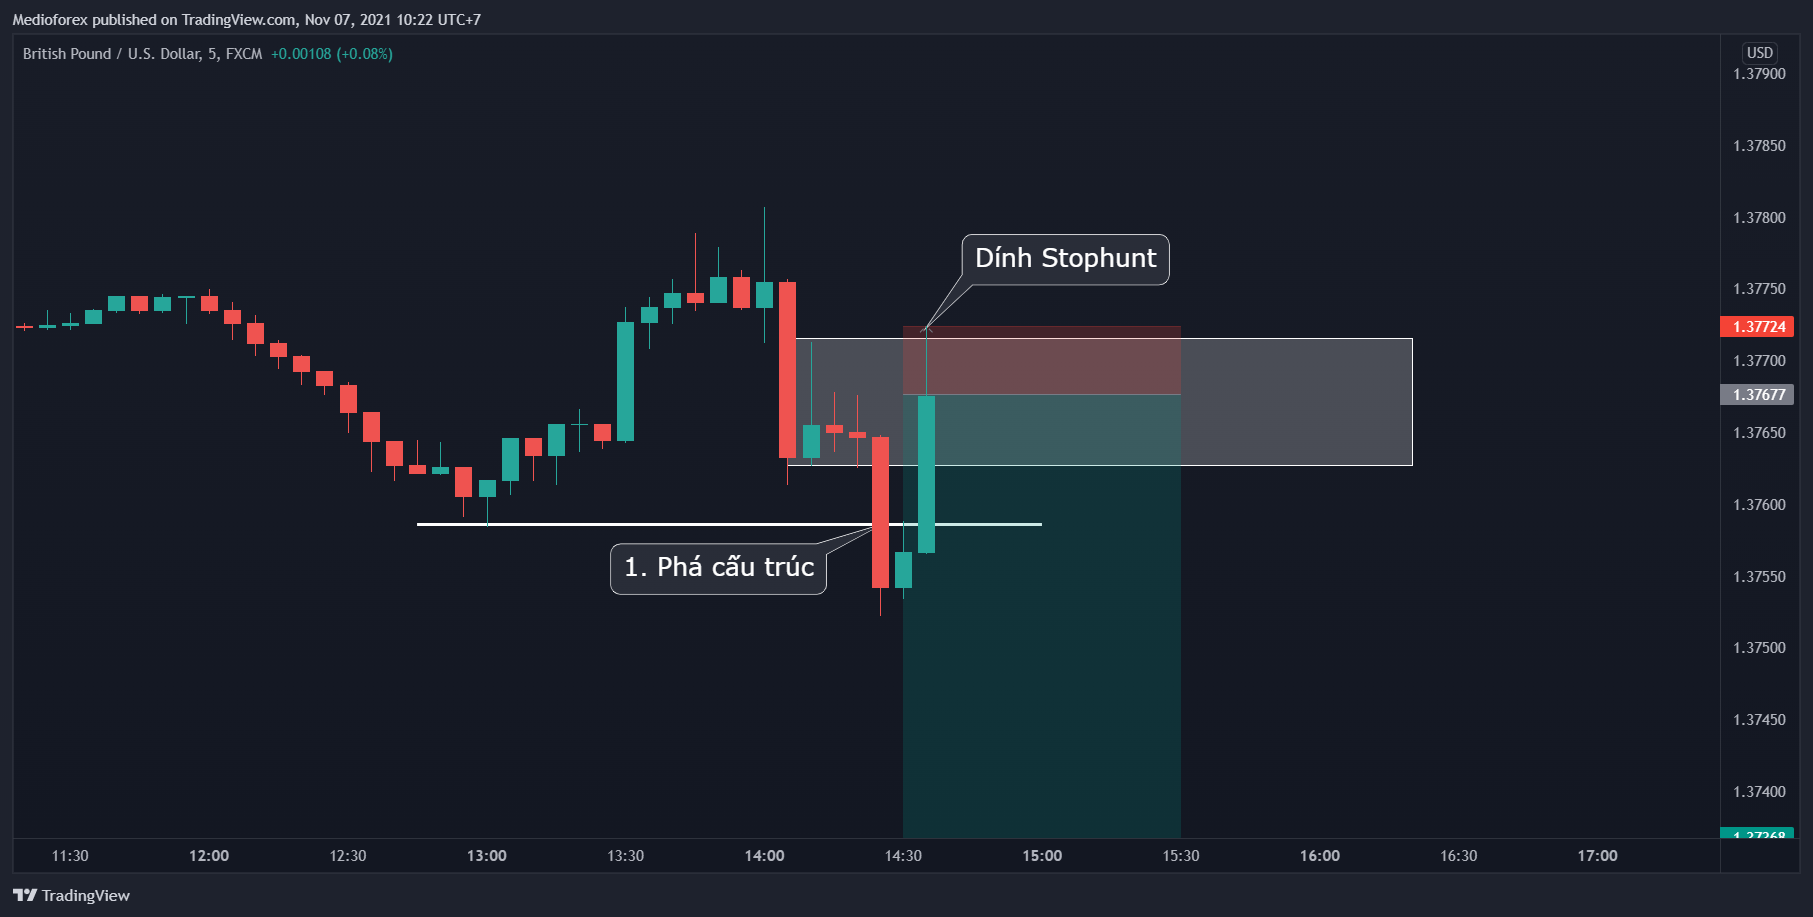 Medioforex published on TradingView.com, Nov 07, 2021 10:22 UTC+7
British Pound / U.S. Dollar, 5, FXCM +0.00108 (+0.08%)
USD
1.37900
1.37850
1.37800
Dính Stophunt
1.37750
1.37724
1.37700
1.37677
1.37650
1.37600
1. Phá cấu trúc
1.37550
1.37500
1.37450
1.37400
1.37368
11:30 12:00 12:30 13:00 13:30 14:00 14:30 15:00 15:30 16:00 16:30 17:00
TradingView